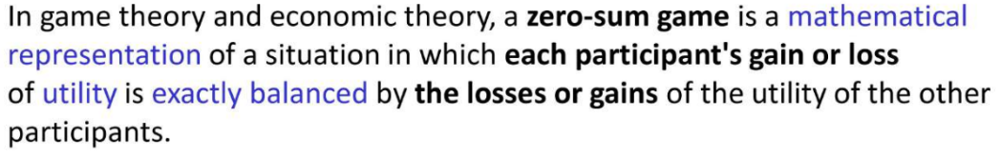 In game theory and economic theory, a zero-sum game is a mathematical
representation of a situation in which each participant's gain or loss
of utility is exactly balanced by the losses or gains of the utility of the other
participants.